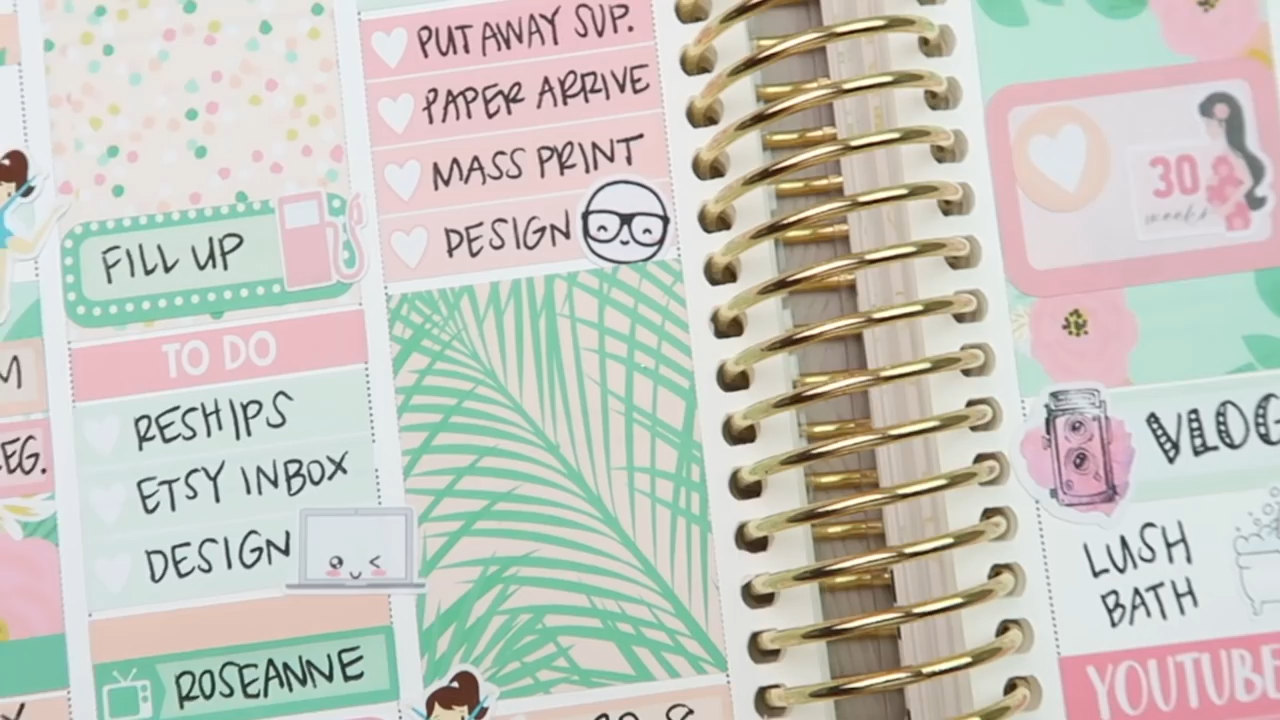 PUT AWAY SUP.
PAPER ARRIVE
MASS PRINT
DESIGN
FILL UP
TO DO
RESHIPS
ETSY INBOX
DESIGN
ROSEANNE
EG.
30
weeks
VLOG
LUSH
BATH
YOUTUBE